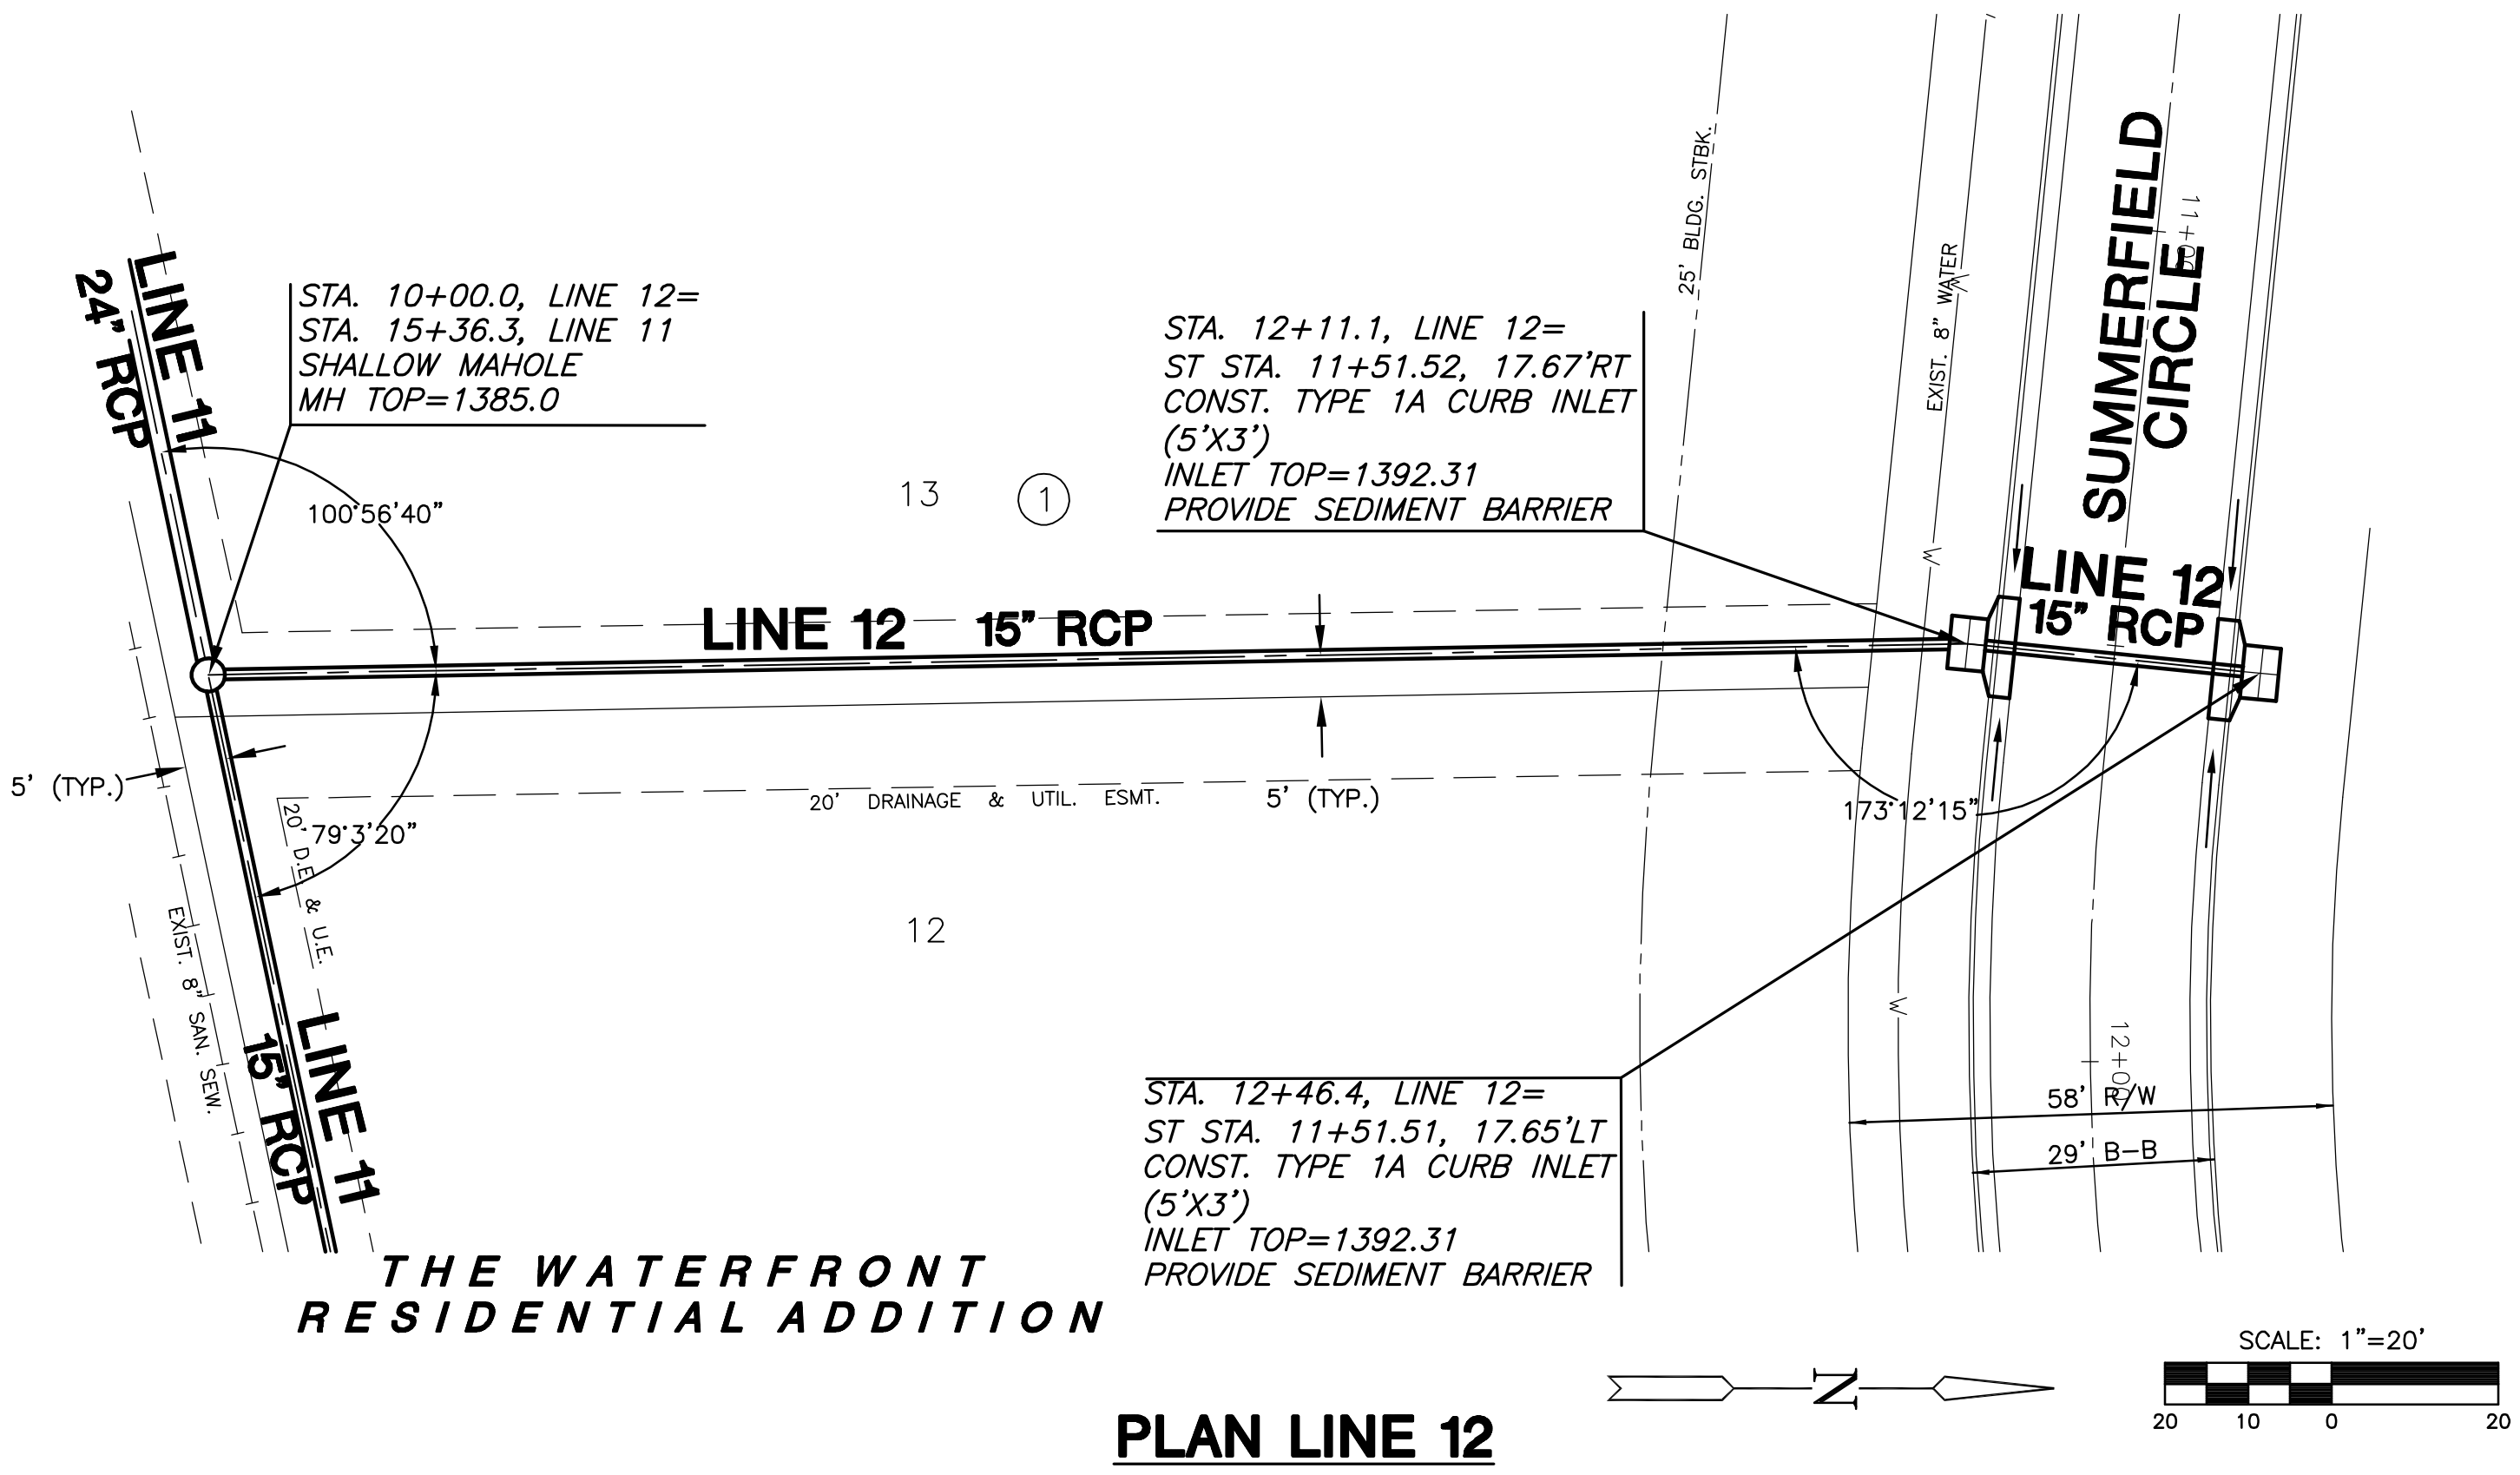 LINE 11
24" RCP
STA. 10+00.0, LINE 12=
STA. 15+36.3, LINE 11
SHALLOW MAHOLE
MH TOP=1385.0
100°56'40"
13
1
STA. 12+11.1, LINE 12=
ST STA. 11+51.52, 17.67'RT
CONST. TYPE 1A CURB INLET
(5'X3')
INLET TOP=1392.31
PROVIDE SEDIMENT BARRIER
25' BLDG. STBK.
EXIST. 8" WATER
W
W
W
SUMMERFIELD
CIRCLE
11+00
LINE 12 15" RCP
LINE 12
15" RCP
5' (TYP.)
79°3'20"
20' D.E. & U.E.
20' DRAINAGE & UTIL. ESMT.
5' (TYP.)
173°12'15"
12
EXIST. 8" SAN. SEW.
LINE 11
15" RCP
STA. 12+46.4, LINE 12=
ST STA. 11+51.51, 17.65'LT
CONST. TYPE 1A CURB INLET
(5'X3')
INLET TOP=1392.31
PROVIDE SEDIMENT BARRIER
12+00
58' R/W
29' B-B
THE WATERFRONT
RESIDENTIAL ADDITION
N
SCALE: 1"=20'
20 10 0 20
PLAN LINE 12